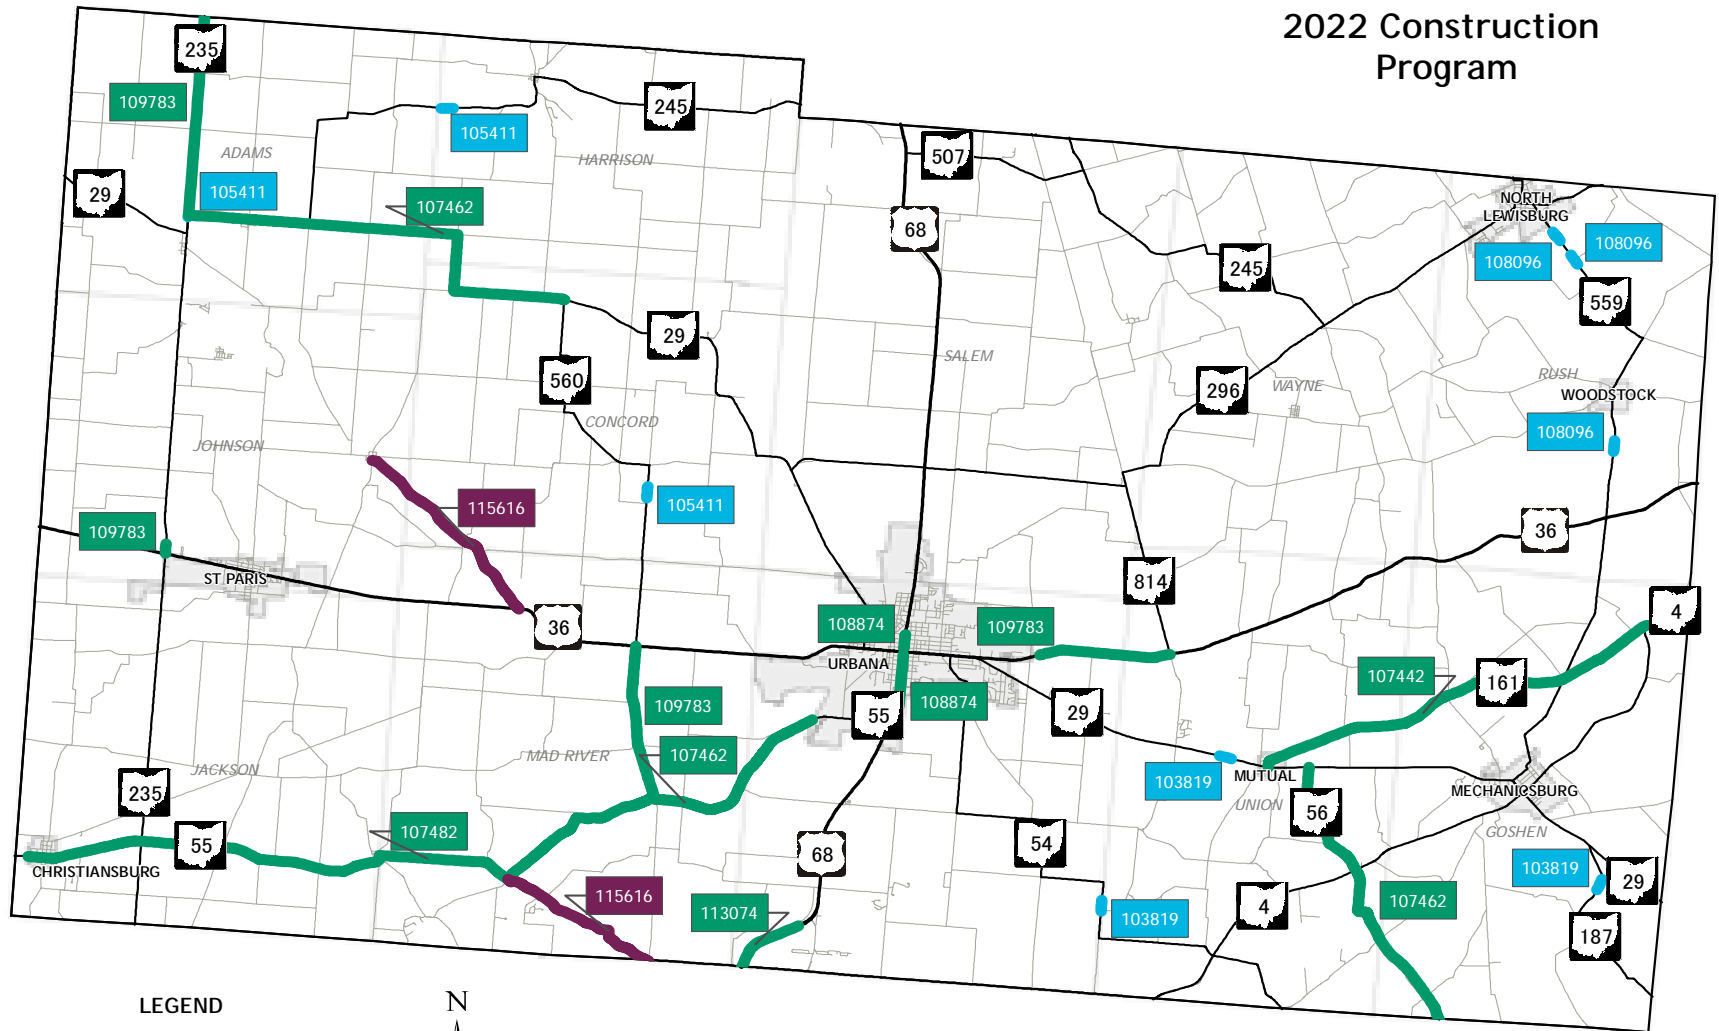 2022 Construction
Program
235
109783
245
105411
ADAMS
HARRISON
507
29
105411
107462
68
NORTH
LEWISBURG
108096
108096
245
559
29
SALEM
560
296
WAYNE
RUSH
WOODSTOCK
CONCORD
108096
JOHNSON
115616
105411
109783
36
ST PARIS
814
4
36
108874
109783
URBANA
107442
161
109783
108874
55
29
MAD RIVER
107462
JACKSON
235
103819
MUTUAL
UNION
MECHANICSBURG
56
GOSHEN
107482
55
54
68
CHRISTIANSBURG
103819
29
115616
113074
103819
4
107462
187
LEGEND
N